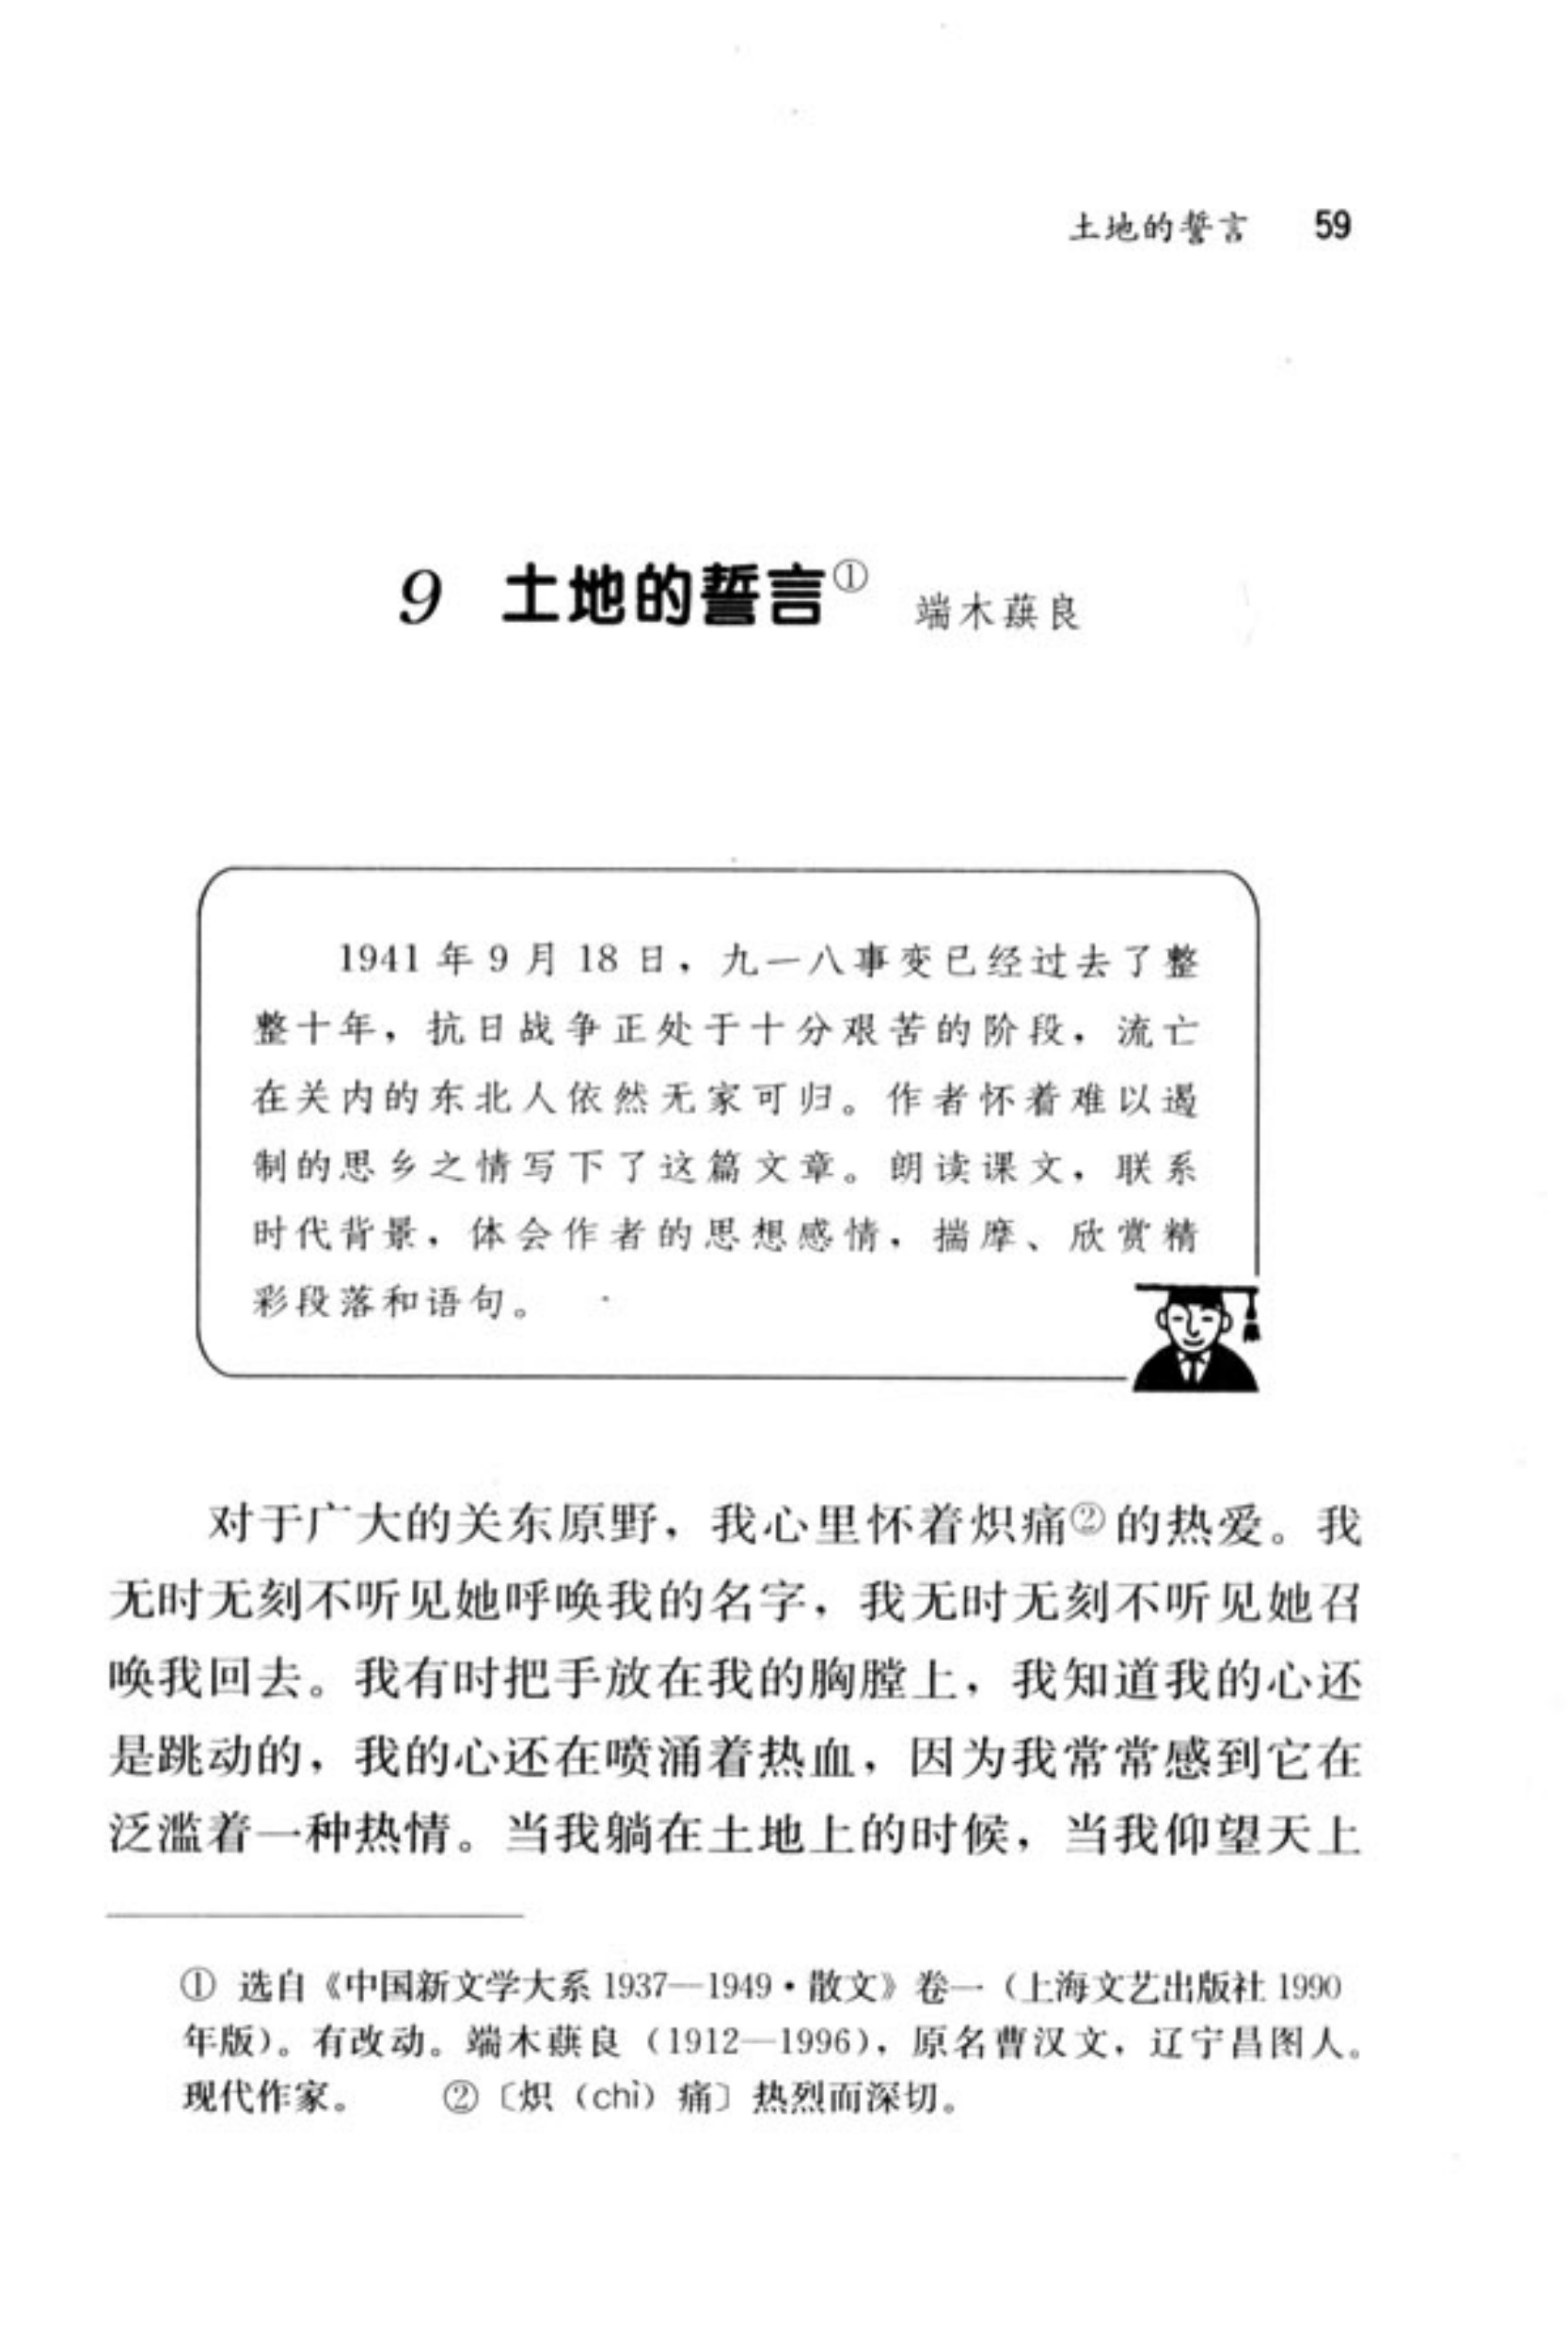 土地的誓言 59
9 土地的誓言① 端木蕻良
1941 年 9 月 18 日，九一八事变已经过去了整
整十年，抗日战争正处于十分艰苦的阶段，流亡
在关内的东北人依然无家可归。作者怀着难以遏
制的思乡之情写下了这篇文章。朗读课文，联系
时代背景，体会作者的思想感情，揣摩、欣赏精
彩段落和语句。
对于广大的关东原野，我心里怀着炽痛②的热爱。我
无时无刻不听见她呼唤我的名字，我无时无刻不听见她召
唤我回去。我有时把手放在我的胸膛上，我知道我的心还
是跳动的，我的心还在喷涌着热血，因为我常常感到它在
泛滥着一种热情。当我躺在土地上的时候，当我仰望天上
① 选自《中国新文学大系 1937—1949·散文》卷一（上海文艺出版社 1990
年版）。有改动。端木蕻良（1912—1996），原名曹汉文，辽宁昌图人。
现代作家。 ②〔炽（chì）痛〕热烈而深切。